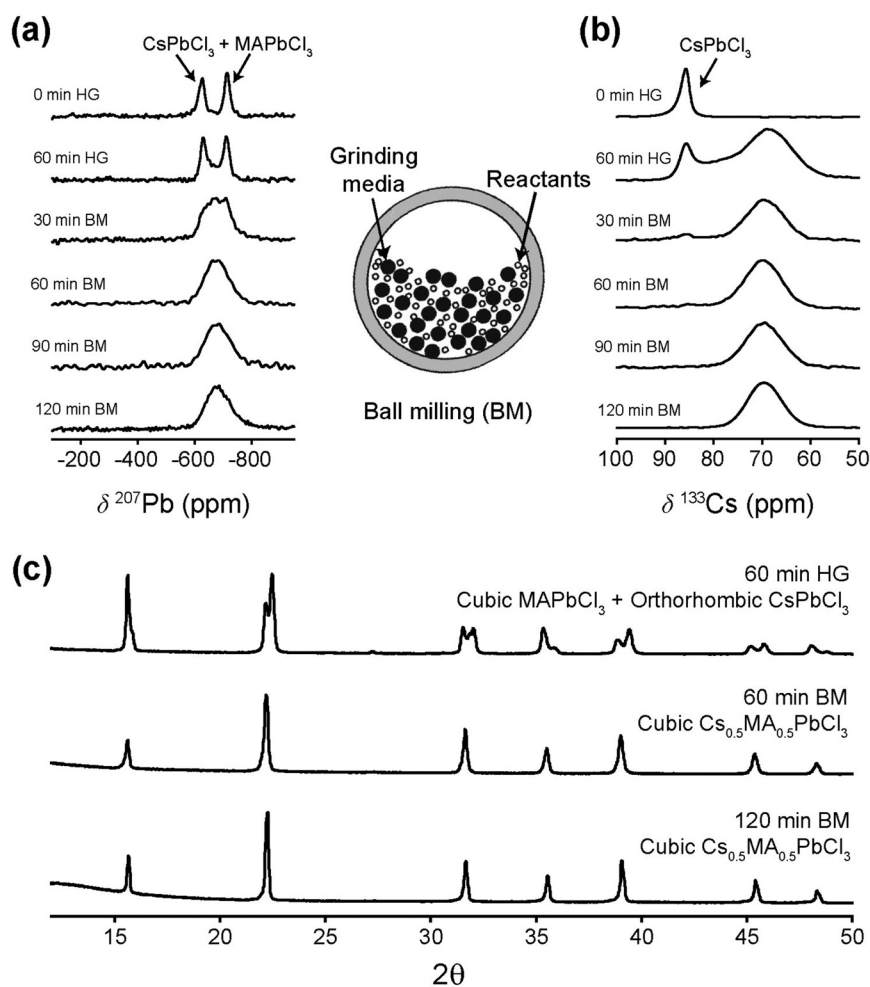 (a)
CsPbCl₃ + MAPbCl₃
0 min HG
60 min HG
30 min BM
60 min BM
90 min BM
120 min BM
-200 -400 -600 -800
δ ²⁰⁷Pb (ppm)
Grinding
media
Reactants
Ball milling (BM)
(b)
CsPbCl₃
0 min HG
60 min HG
30 min BM
60 min BM
90 min BM
120 min BM
100 90 80 70 60 50
δ ¹³³Cs (ppm)
(c)
60 min HG
Cubic MAPbCl₃ + Orthorhombic CsPbCl₃
60 min BM
Cubic Cs₀.₅MA₀.₅PbCl₃
120 min BM
Cubic Cs₀.₅MA₀.₅PbCl₃
15 20 25 30 35 40 45 50
2θ